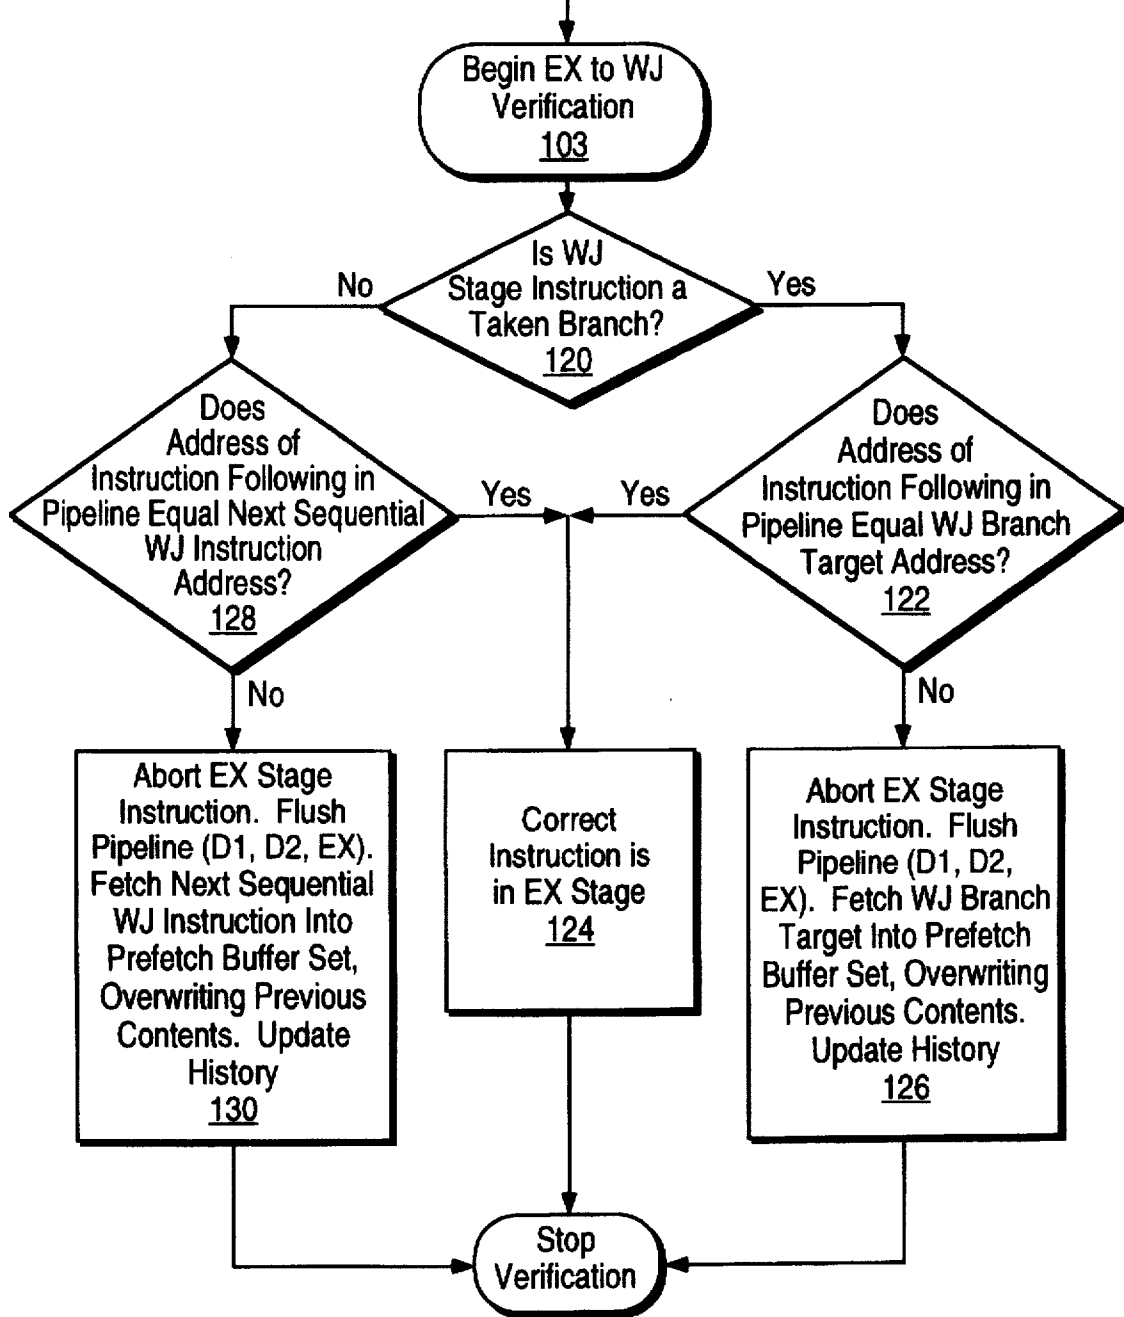 Begin EX to WJ
Verification
103
Is WJ
Stage Instruction a
Taken Branch?
120
No
Yes
Does
Address of
Instruction Following in
Pipeline Equal Next Sequential
WJ Instruction
Address?
128
Yes
No
Does
Address of
Instruction Following in
Pipeline Equal WJ Branch
Target Address?
122
Yes
No
Abort EX Stage
Instruction. Flush
Pipeline (D1, D2, EX).
Fetch Next Sequential
WJ Instruction Into
Prefetch Buffer Set,
Overwriting Previous
Contents. Update
History
130
Correct
Instruction is
in EX Stage
124
Abort EX Stage
Instruction. Flush
Pipeline (D1, D2,
EX). Fetch WJ Branch
Target Into Prefetch
Buffer Set, Overwriting
Previous Contents.
Update History
126
Stop
Verification